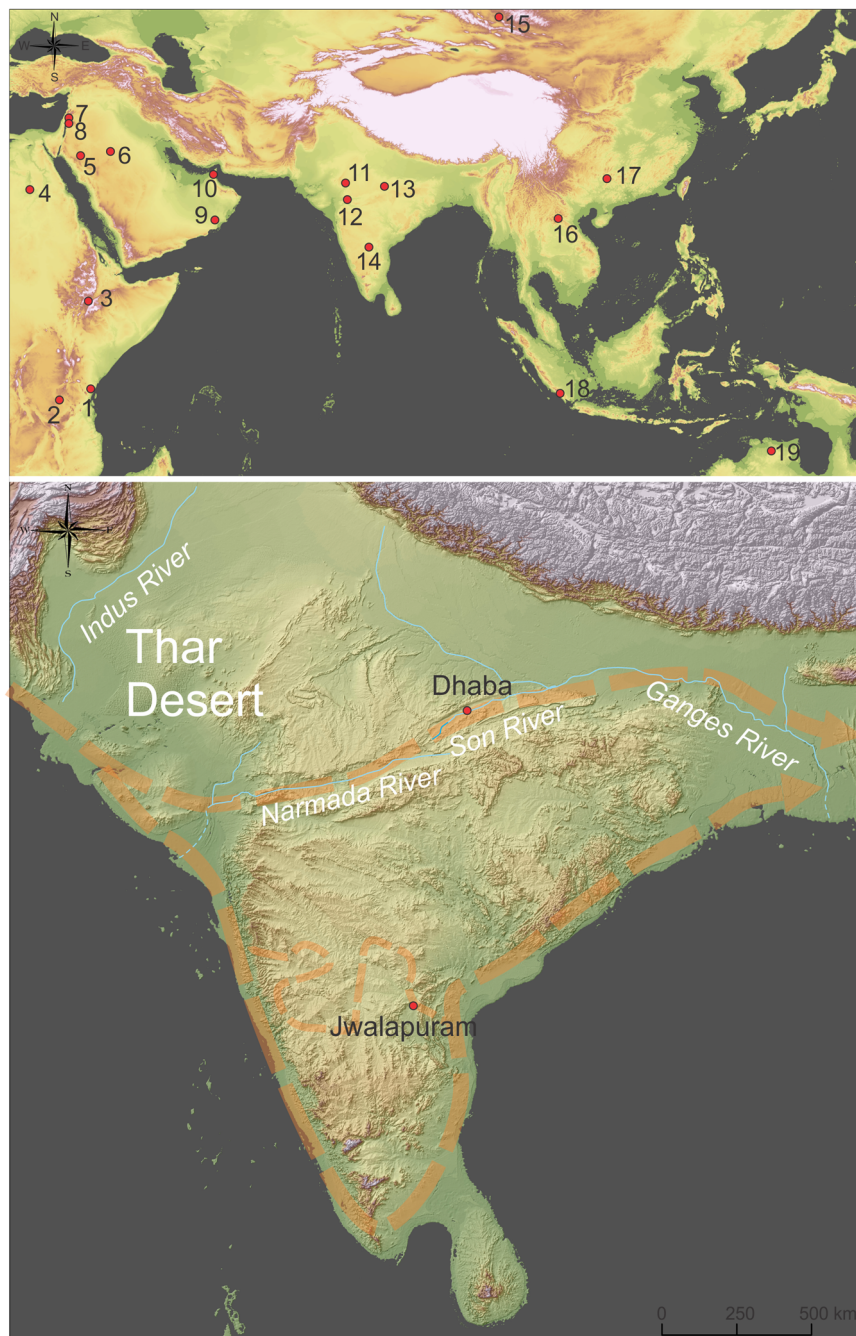 N
W E
S
15
7
8
5
6
4
10
9
11
13
12
14
17
16
3
1
2
18
19
N
S
Indus River
Thar
Desert
Dhaba
Son River
Ganges River
Narmada River
Jwalapuram
0 250 500 km